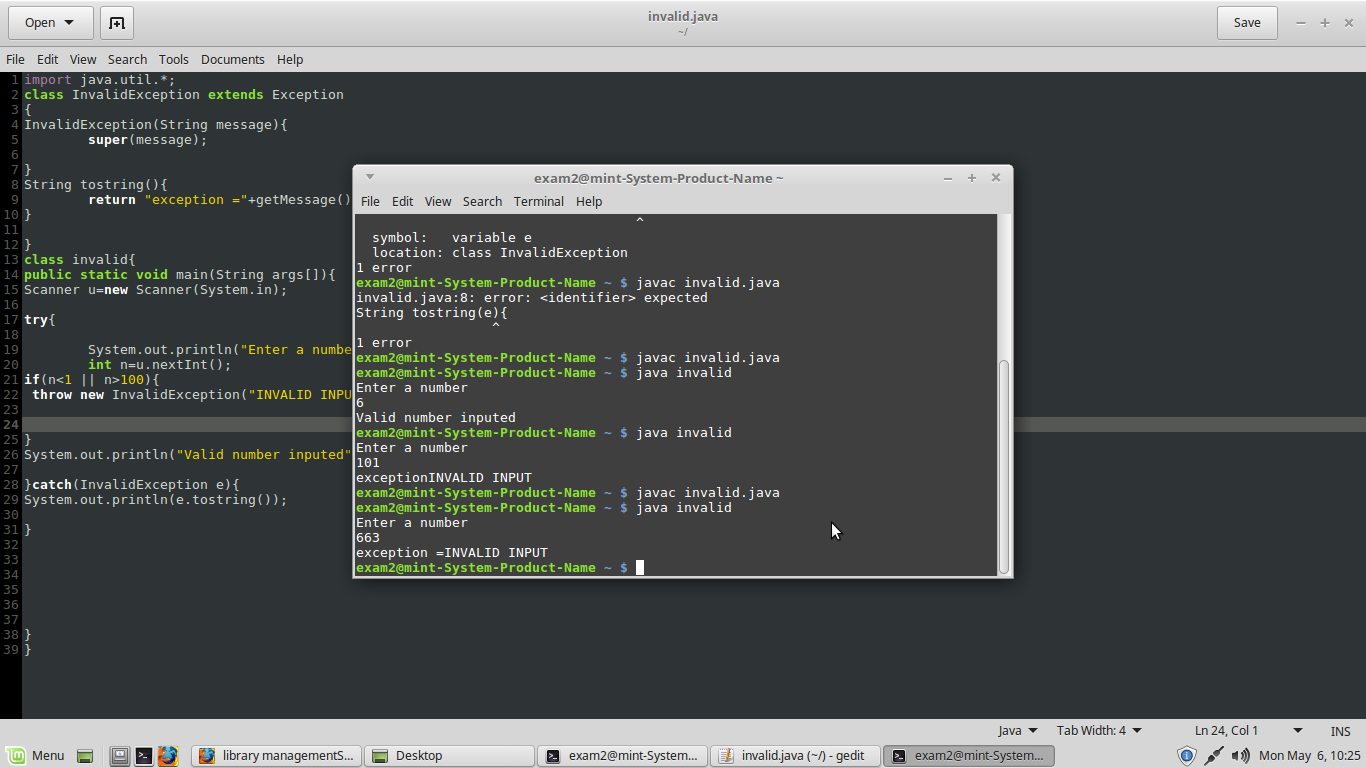 Open
invalid.java
~/
Save
File Edit View Search Tools Documents Help
1 import java.util.*;
2 class InvalidException extends Exception
3 {
4 InvalidException(String message){
5 super(message);
6
7 }
8 String tostring(){
9 return "exception ="+getMessage()
10 }
11
12 }
13 class invalid{
14 public static void main(String args[]){
15 Scanner u=new Scanner(System.in);
16
17 try{
18
19 System.out.println("Enter a numbe
20 int n=u.nextInt();
21 if(n<1 || n>100){
22 throw new InvalidException("INVALID INPU
23
24
25 }
26 System.out.println("Valid number inputed"
27
28 }catch(InvalidException e){
29 System.out.println(e.tostring());
30
31 }
32
33
34
35
36
37
38 }
39 }
exam2@mint-System-Product-Name ~
File Edit View Search Terminal Help
^
symbol: variable e
location: class InvalidException
1 error
exam2@mint-System-Product-Name ~ $ javac invalid.java
invalid.java:8: error: <identifier> expected
String tostring(e){
^
1 error
exam2@mint-System-Product-Name ~ $ javac invalid.java
exam2@mint-System-Product-Name ~ $ java invalid
Enter a number
6
Valid number inputed
exam2@mint-System-Product-Name ~ $ java invalid
Enter a number
101
exceptionINVALID INPUT
exam2@mint-System-Product-Name ~ $ javac invalid.java
exam2@mint-System-Product-Name ~ $ java invalid
Enter a number
663
exception =INVALID INPUT
exam2@mint-System-Product-Name ~ $
Java Tab Width: 4 Ln 24, Col 1 INS
Menu library managementS... Desktop exam2@mint-System... invalid.java (~/) - gedit exam2@mint-System... Mon May 6, 10:25